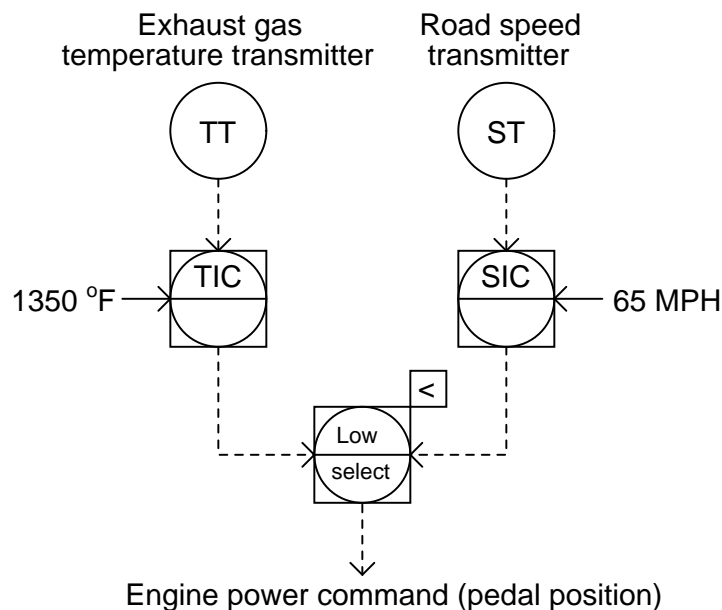 Exhaust gas
temperature transmitter
Road speed
transmitter
TT
ST
TIC
SIC
1350 °F
65 MPH
<
Low
select
Engine power command (pedal position)